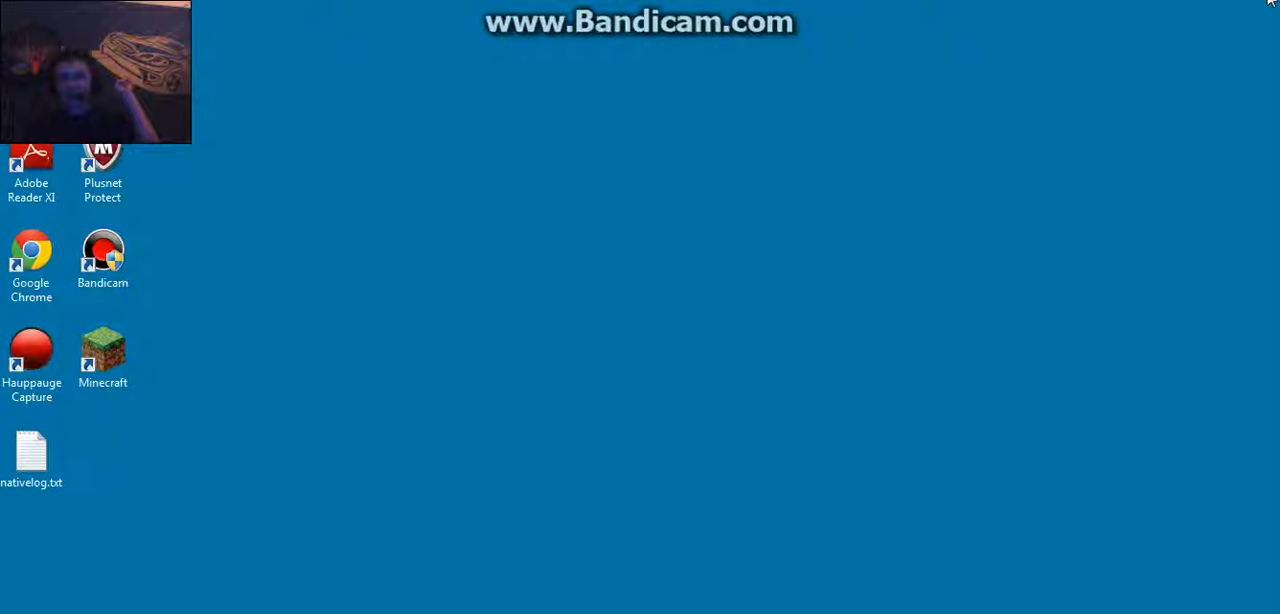 www.Bandicam.com
Adobe
Reader XI
Plusnet
Protect
Google
Chrome
Bandicam
Hauppauge
Capture
Minecraft
nativelog.txt